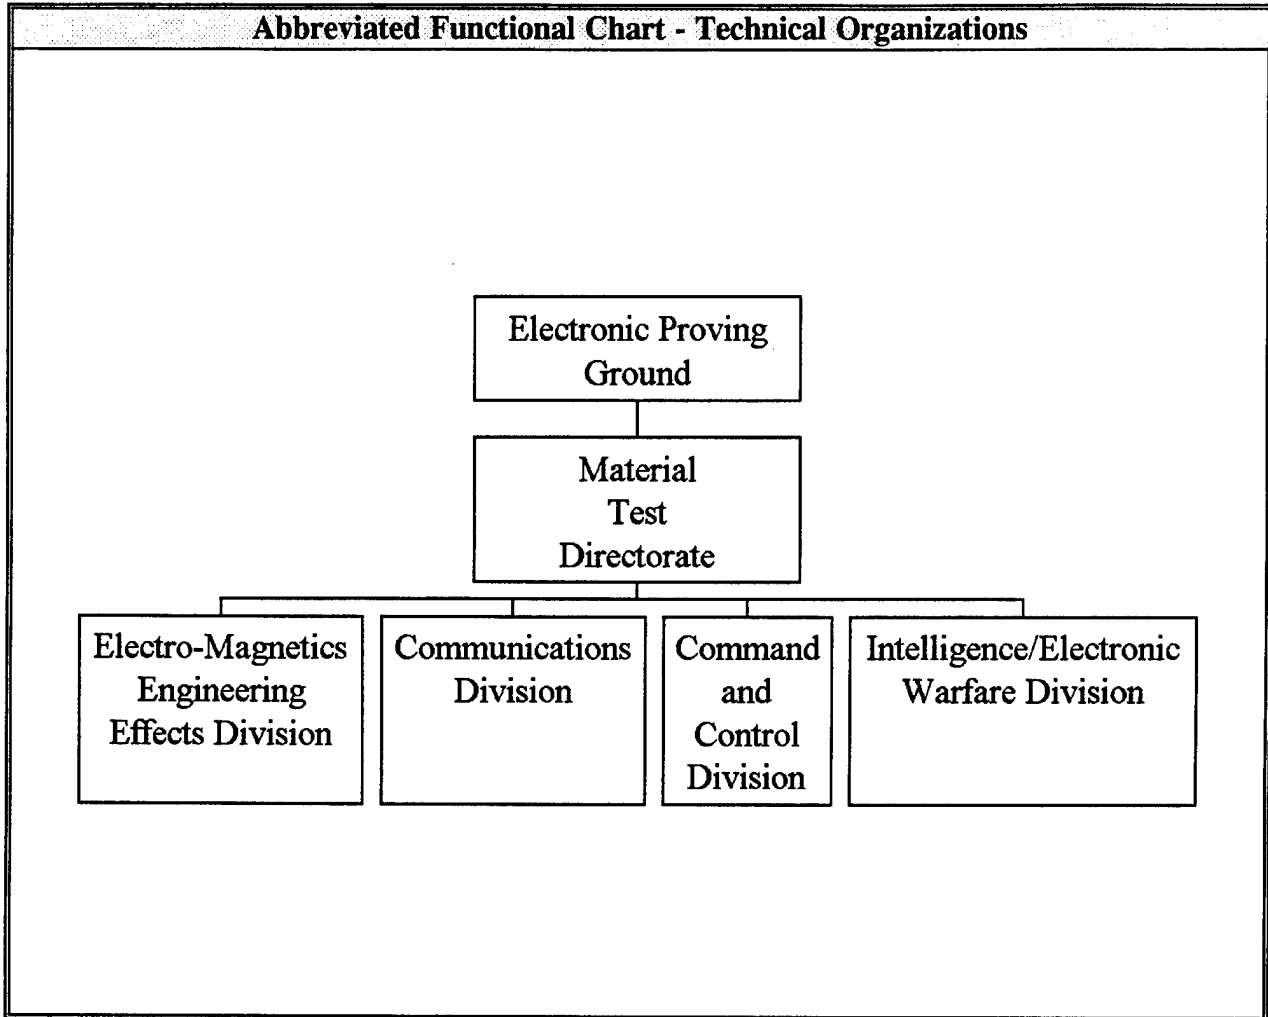 Abbreviated Functional Chart - Technical Organizations
Electronic Proving
Ground
Material
Test
Directorate
Electro-Magnetics
Engineering
Effects Division
Communications
Division
Command
and
Control
Division
Intelligence/Electronic
Warfare Division